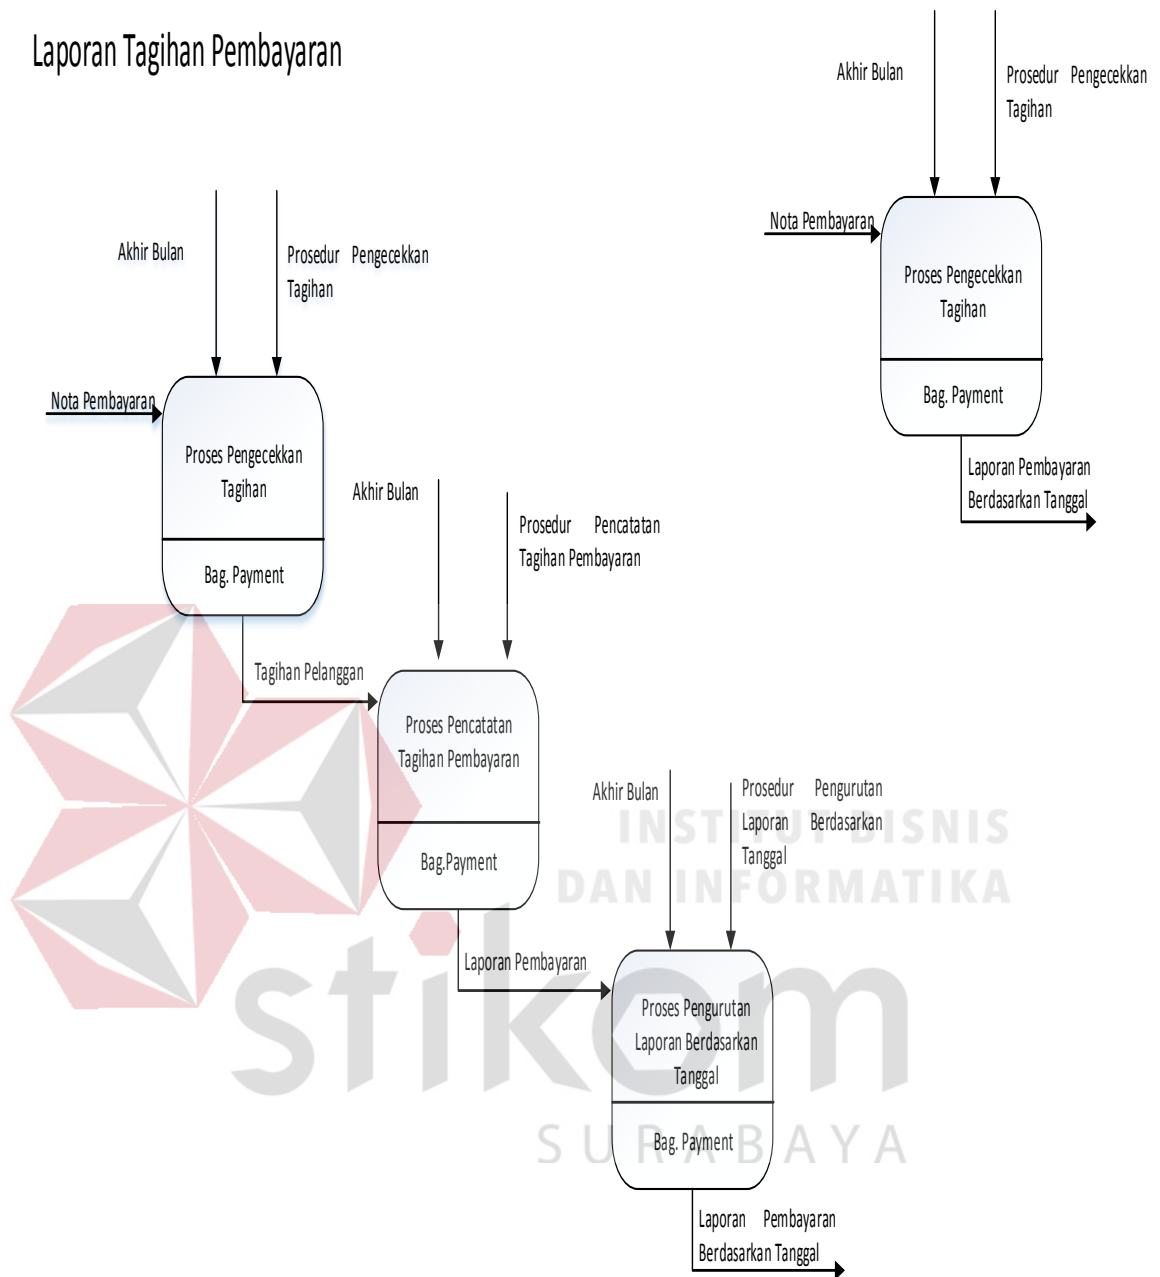 Laporan Tagihan Pembayaran
Akhir Bulan
Prosedur Pengecekkan
Tagihan
Nota Pembayaran
Proses Pengecekkan
Tagihan
Bag. Payment
Laporan Pembayaran
Berdasarkan Tanggal
Akhir Bulan
Prosedur Pengecekkan
Tagihan
Nota Pembayaran
Proses Pengecekkan
Tagihan
Bag. Payment
Tagihan Pelanggan
Akhir Bulan
Prosedur Pencatatan
Tagihan Pembayaran
Proses Pencatatan
Tagihan Pembayaran
Bag.Payment
Laporan Pembayaran
Akhir Bulan
Prosedur Pengurutan
Laporan Berdasarkan
Tanggal
Proses Pengurutan
Laporan Berdasarkan
Tanggal
Bag. Payment
Laporan Pembayaran
Berdasarkan Tanggal
INSTITUT BISNIS
DAN INFORMATIKA
stikom
SURABAYA